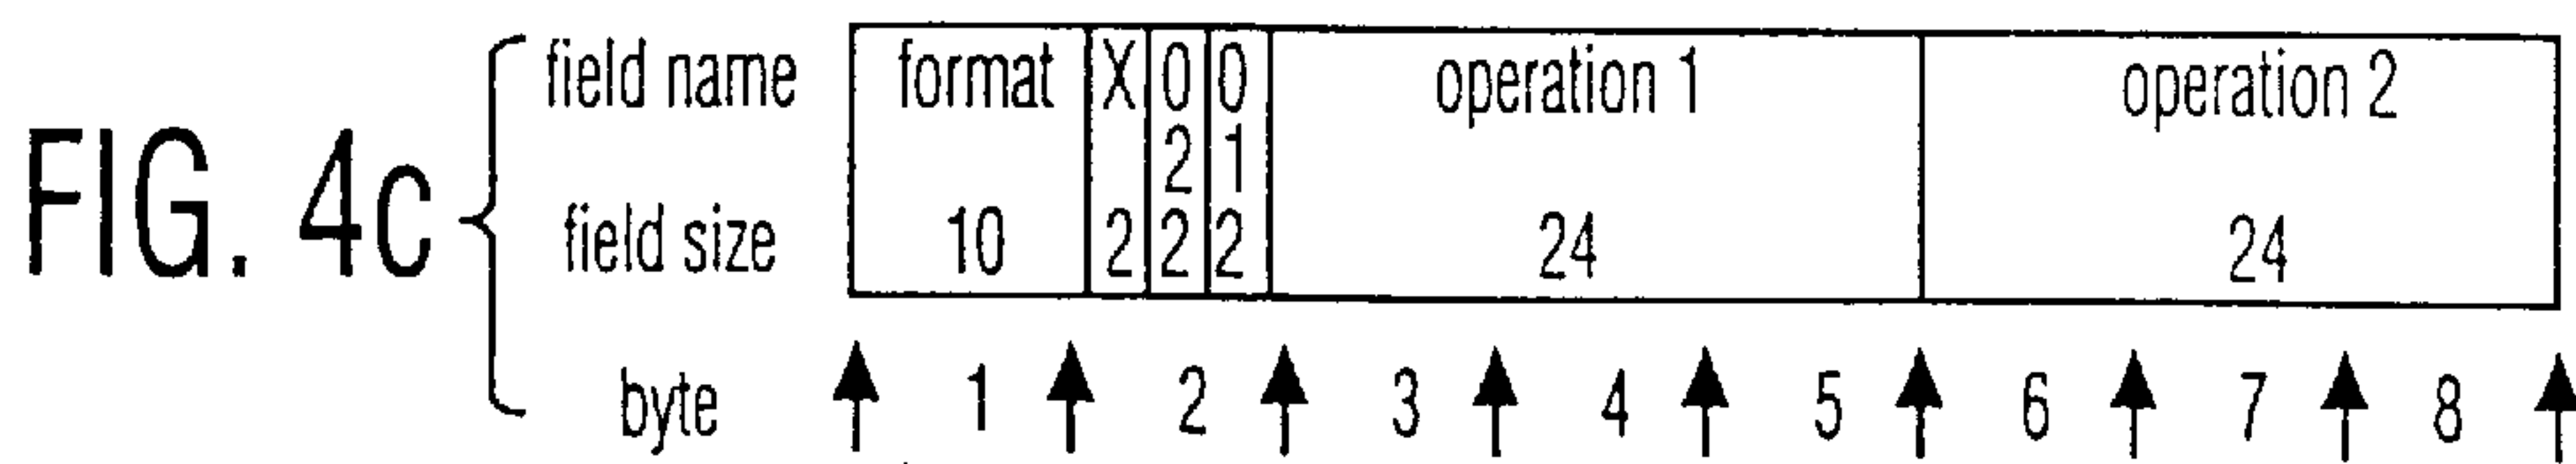 FIG. 4c
field name format X 0 0 operation 1 operation 2
2 1
field size 10 2 2 2 24 24
byte 1 2 3 4 5 6 7 8